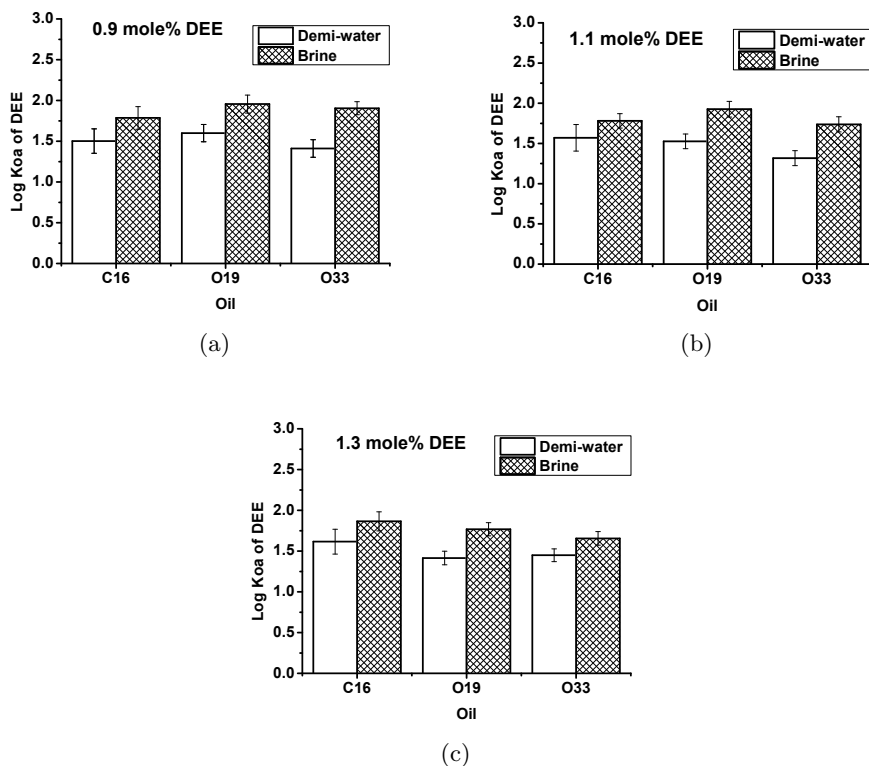 0.9 mole% DEE
Demi-water
Brine
3.0
2.5
2.0
1.5
1.0
0.5
0.0
Log Koa of DEE
C16 O19 O33
Oil
(a)
1.1 mole% DEE
Demi-water
Brine
3.0
2.5
2.0
1.5
1.0
0.5
0.0
Log Koa of DEE
C16 O19 O33
Oil
(b)
1.3 mole% DEE
Demi-water
Brine
3.0
2.5
2.0
1.5
1.0
0.5
0.0
Log Koa of DEE
C16 O19 O33
Oil
(c)